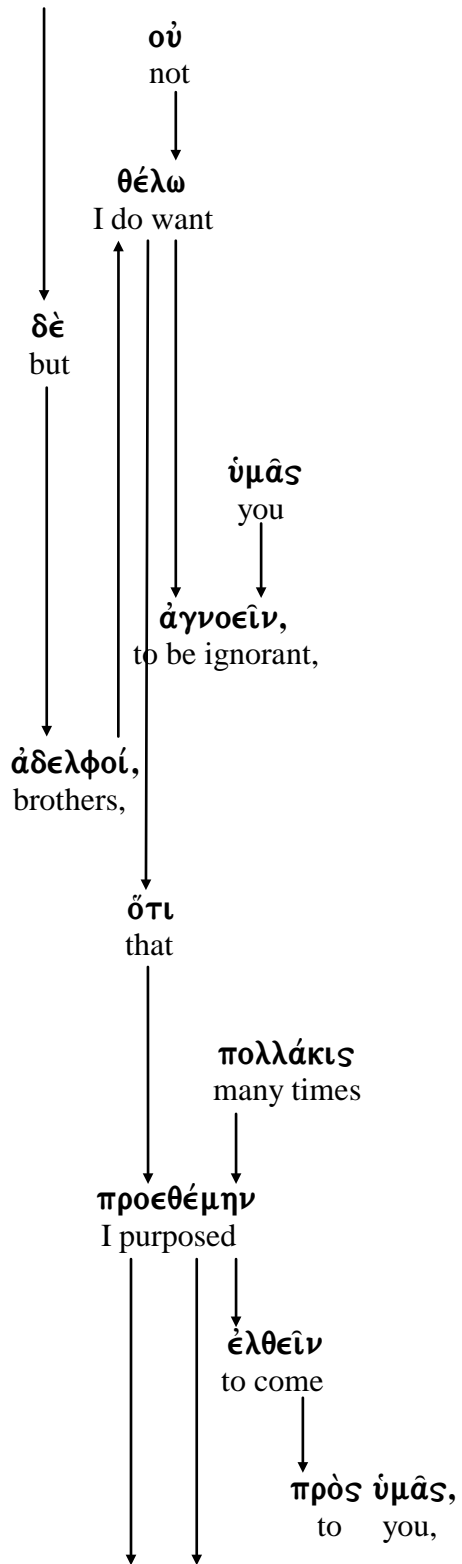 οὐ
not
θέλω
I do want
δὲ
but
ὑμᾶς
you
ἀγνοεῖν,
to be ignorant,
ἀδελφοί,
brothers,
ὅτι
that
πολλάκις
many times
προεθέμην
I purposed
ἐλθεῖν
to come
πρὸς ὑμᾶς,
to you,